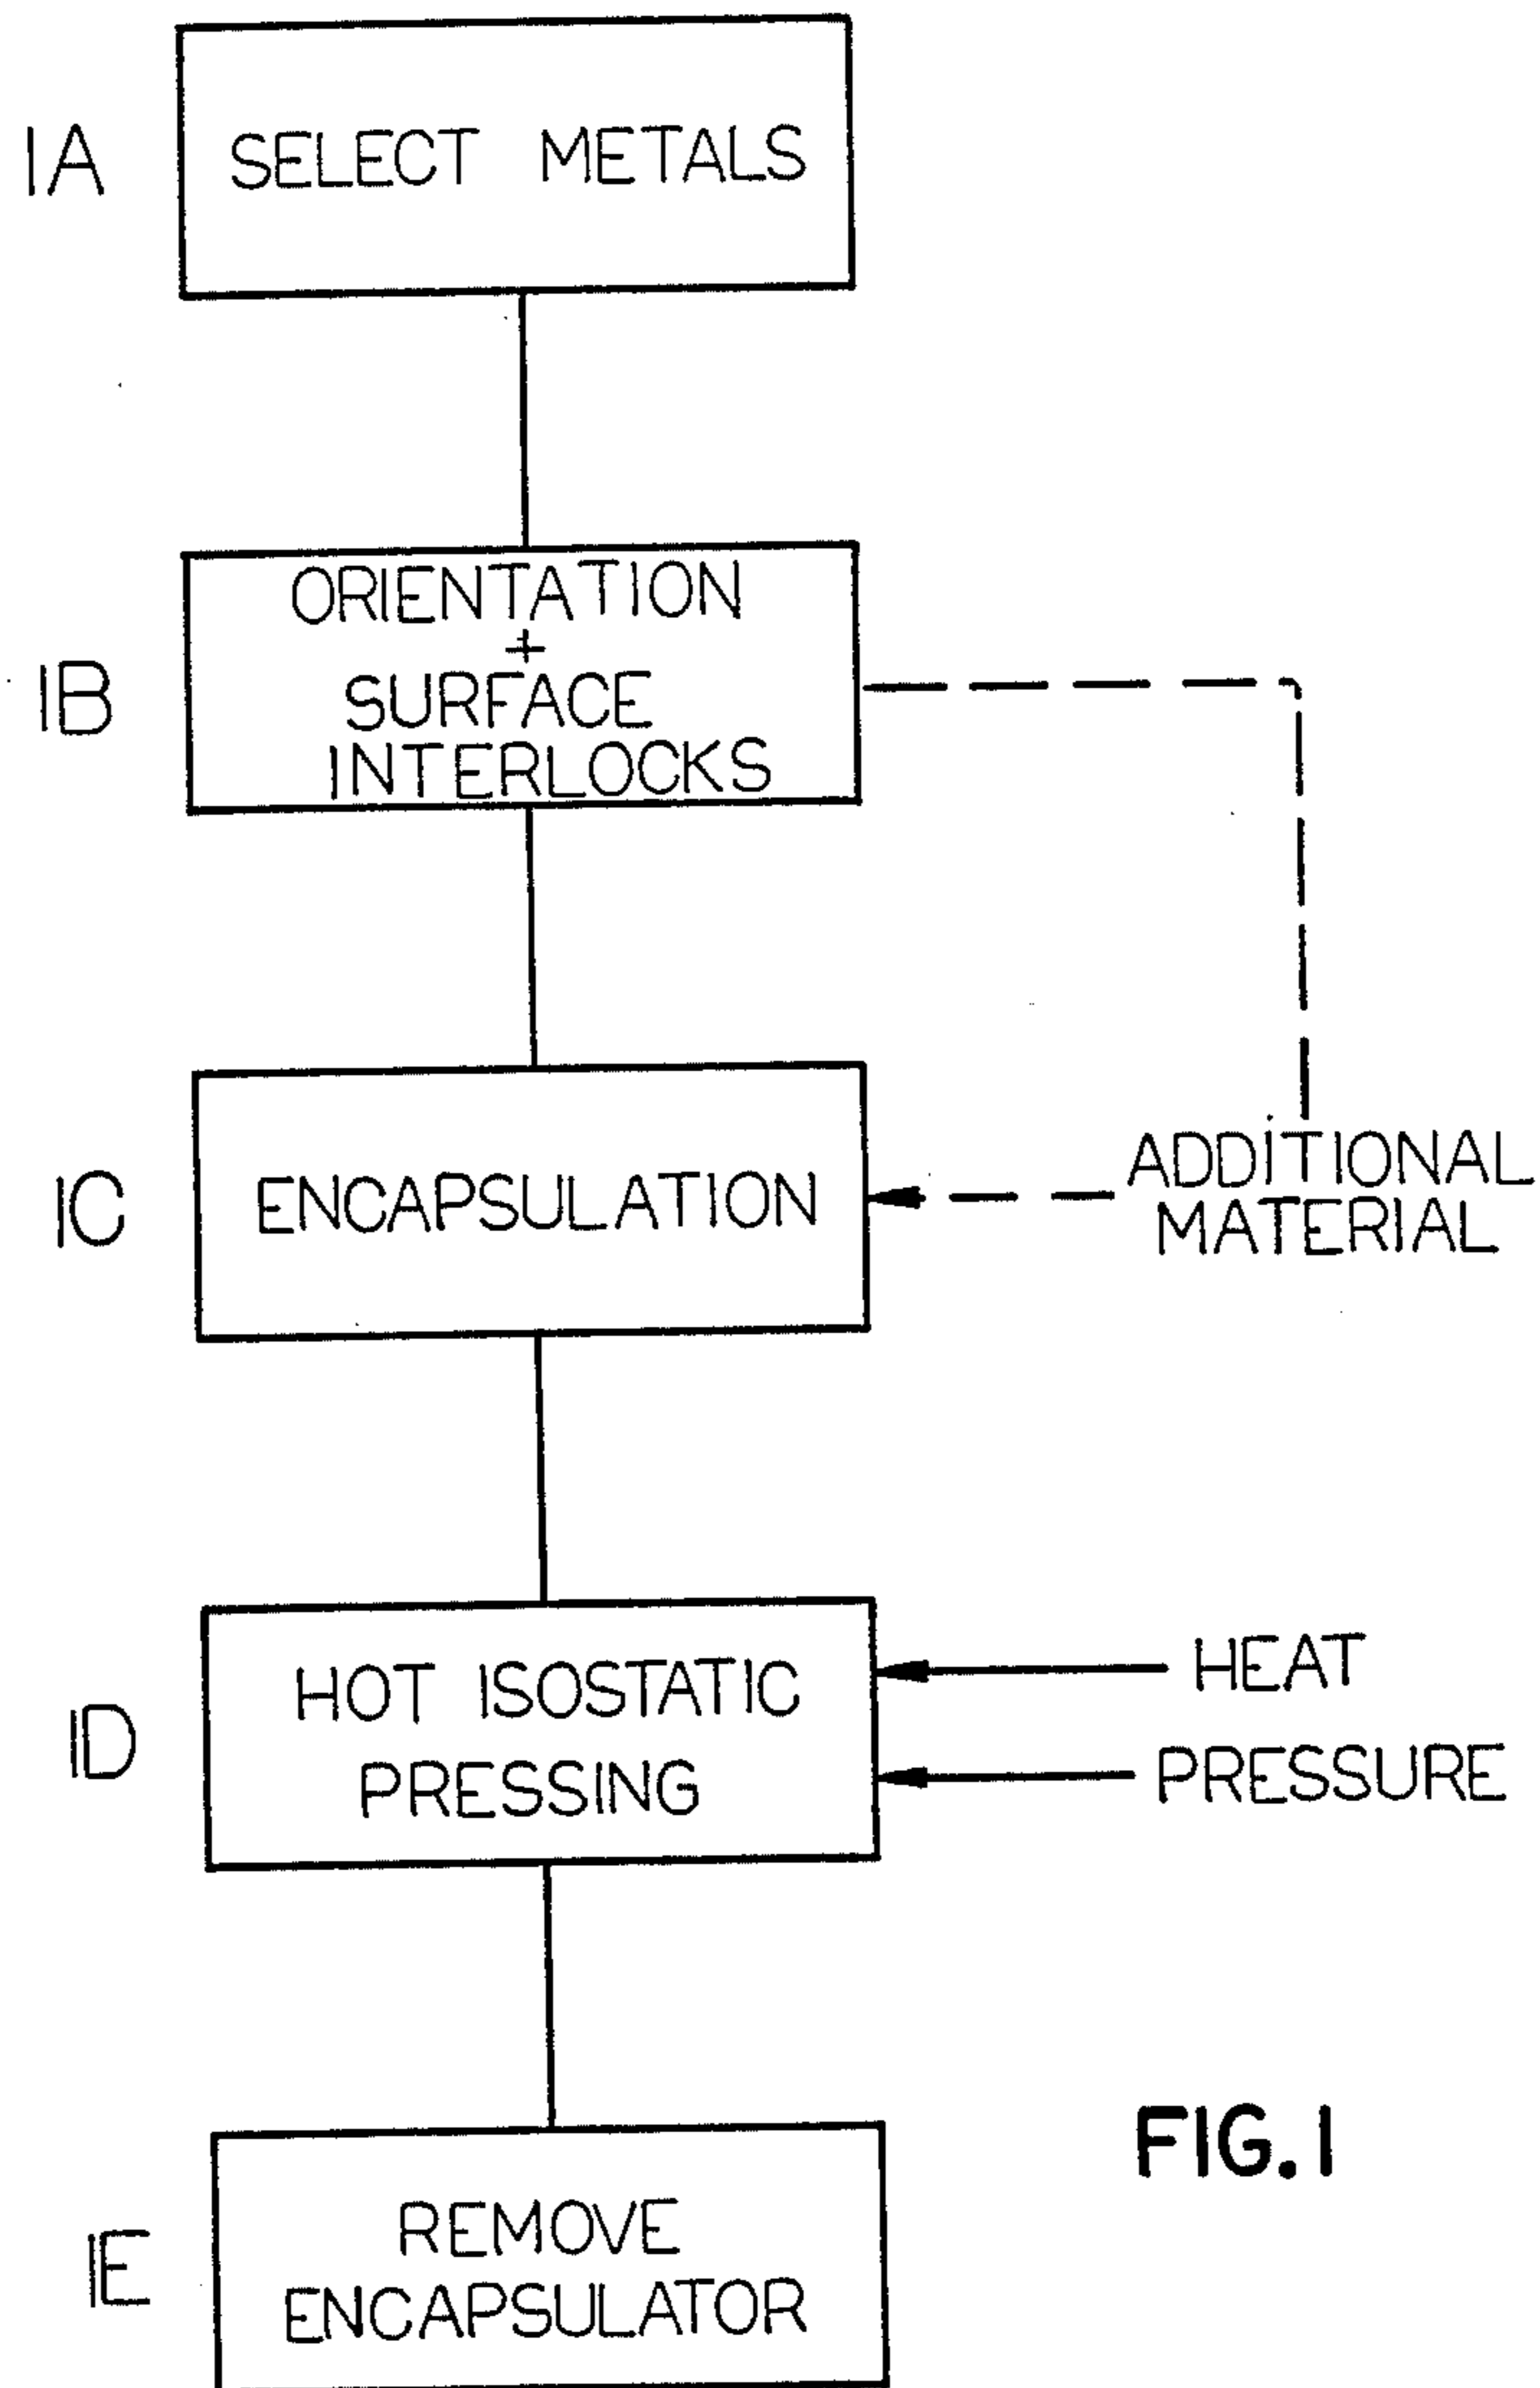 1A
SELECT METALS
1B
ORIENTATION
+
SURFACE
INTERLOCKS
1C
ENCAPSULATION
ADDITIONAL
MATERIAL
1D
HOT ISOSTATIC
PRESSING
HEAT
PRESSURE
FIG.1
1E
REMOVE
ENCAPSULATOR